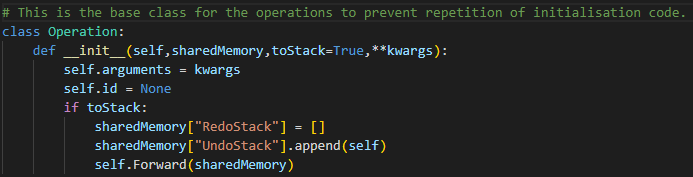 # This is the base class for the operations to prevent repetition of initialisation code.
class Operation:
    def __init__(self,sharedMemory,toStack=True,**kwargs):
        self.arguments = kwargs
        self.id = None
        if toStack:
            sharedMemory["RedoStack"] = []
            sharedMemory["UndoStack"].append(self)
            self.Forward(sharedMemory)